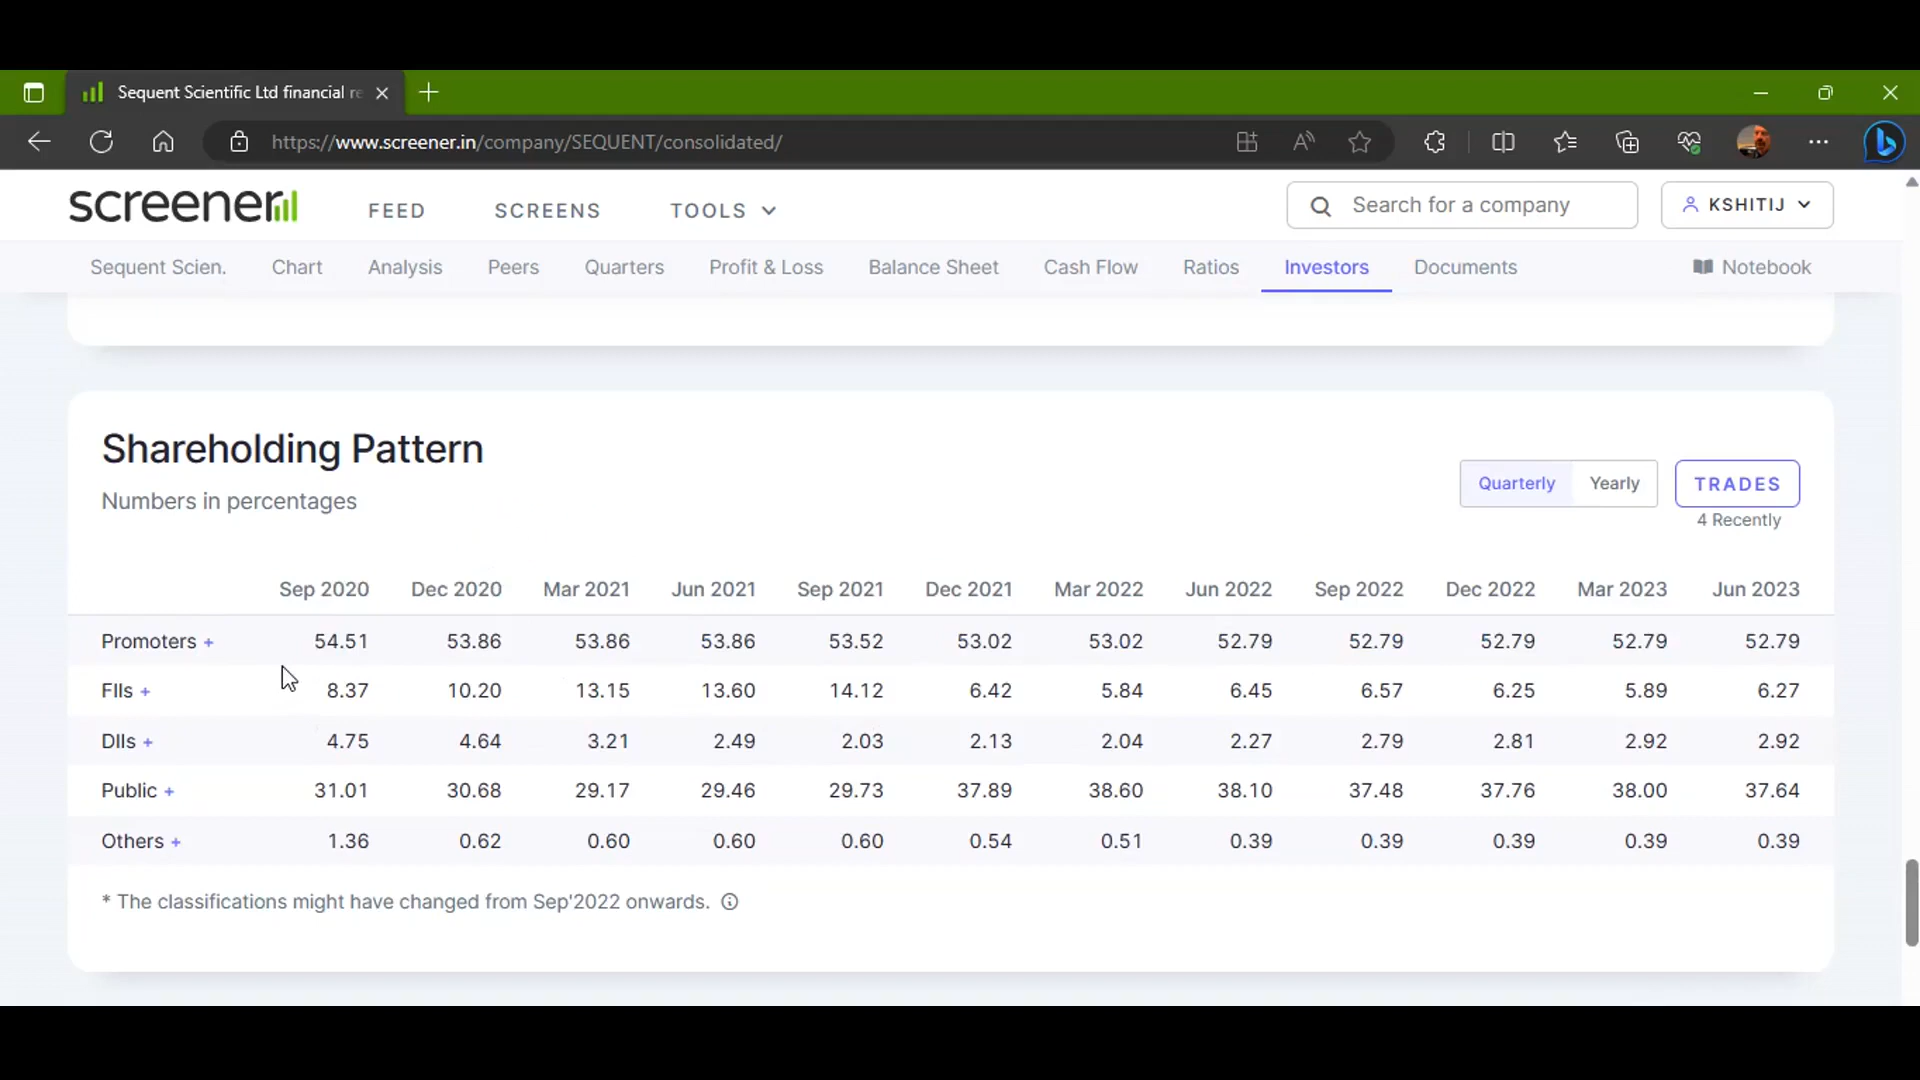 Sequent Scientific Ltd financial re
https://www.screener.in/company/SEQUENT/consolidated/
screener FEED SCREENS TOOLS Search for a company KSHITIJ
Sequent Scien. Chart Analysis Peers Quarters Profit & Loss Balance Sheet Cash Flow Ratios Investors Documents Notebook
Shareholding Pattern
Numbers in percentages
Quarterly Yearly TRADES
4 Recently
Sep 2020 Dec 2020 Mar 2021 Jun 2021 Sep 2021 Dec 2021 Mar 2022 Jun 2022 Sep 2022 Dec 2022 Mar 2023 Jun 2023
Promoters + 54.51 53.86 53.86 53.86 53.52 53.02 53.02 52.79 52.79 52.79 52.79 52.79
FIIs + 8.37 10.20 13.15 13.60 14.12 6.42 5.84 6.45 6.57 6.25 5.89 6.27
DIIs + 4.75 4.64 3.21 2.49 2.03 2.13 2.04 2.27 2.79 2.81 2.92 2.92
Public + 31.01 30.68 29.17 29.46 29.73 37.89 38.60 38.10 37.48 37.76 38.00 37.64
Others + 1.36 0.62 0.60 0.60 0.60 0.54 0.51 0.39 0.39 0.39 0.39 0.39
* The classifications might have changed from Sep'2022 onwards.